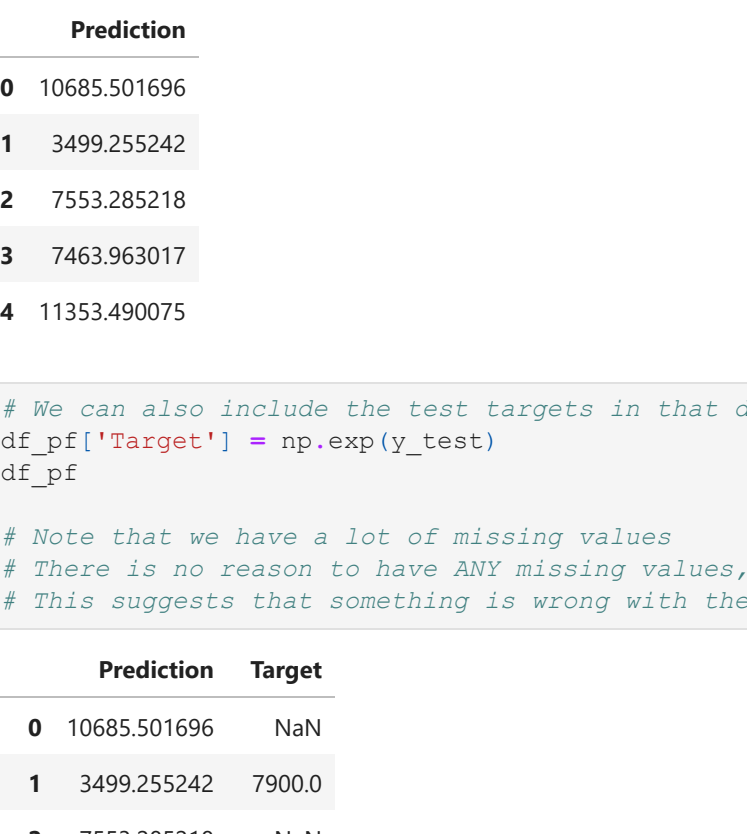 Prediction
0 10685.501696
1 3499.255242
2 7553.285218
3 7463.963017
4 11353.490075
# We can also include the test targets in that
df_pf['Target'] = np.exp(y_test)
df_pf
# Note that we have a lot of missing values
# There is no reason to have ANY missing values,
# This suggests that something is wrong with the
Prediction Target
0 10685.501696 NaN
1 3499.255242 7900.0